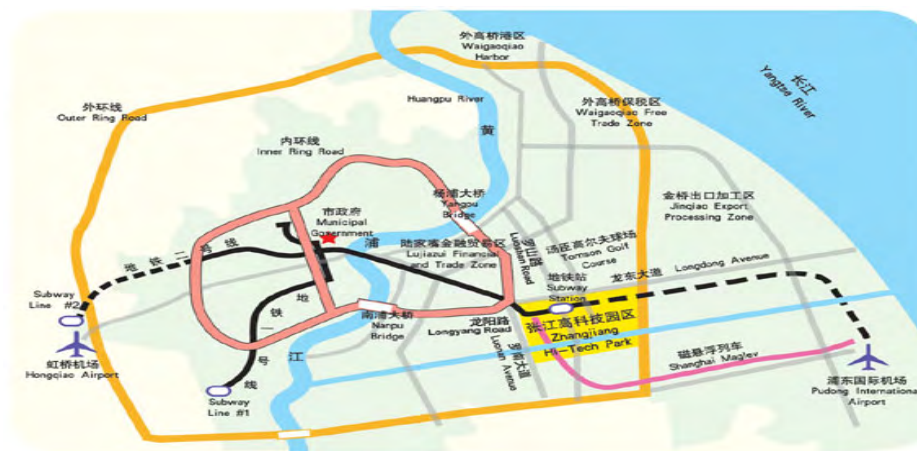 外高桥港区
Waigaoqiao
Harbor
长江
Yangtze River
外环线
Outer Ring Road
Huangpu River
黄
外高桥保税区
Waigaoqiao Free
Trade Zone
内环线
Inner Ring Road
杨浦大桥
Yangpu
Bridge
金桥出口加工区
Jinqiao Export
Processing Zone
市政府
Municipal
Government
浦
陆家嘴金融贸易区
Lujiazui Financial
and Trade Zone
罗山路
Luoshan Road
汤臣高尔夫球场
Tomson Golf
Course
地铁二号线
地铁站
Subway
Station
龙东大道 Longdong Avenue
Subway
Line #2
地铁一号线
南浦大桥
Nanpu
Bridge
龙阳路
Longyang Road
张江高科技园区
Zhangjiang
Hi-Tech Park
罗南大道
Luonan Avenue
磁悬浮列车
Shanghai Maglev
虹桥机场
Hongqiao Airport
江
Subway
Line #1
浦东国际机场
Pudong International
Airport